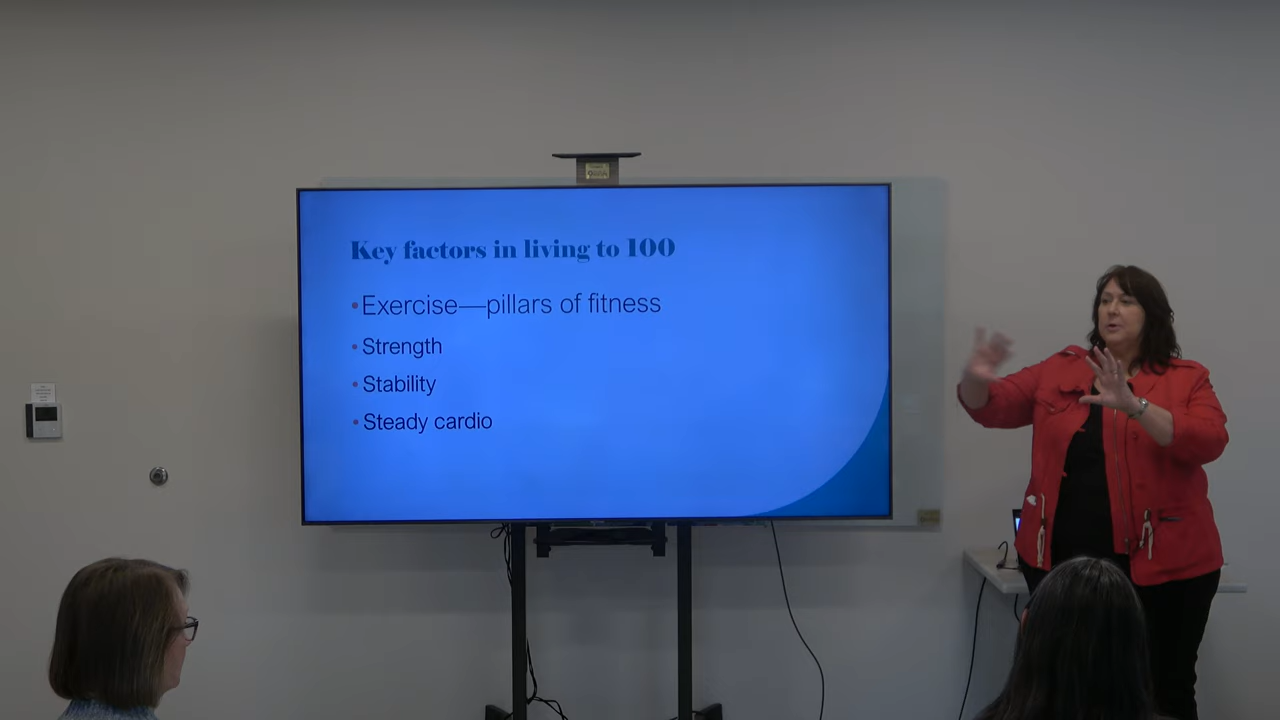 Key factors in living to 100
•Exercise—pillars of fitness
• Strength
• Stability
• Steady cardio